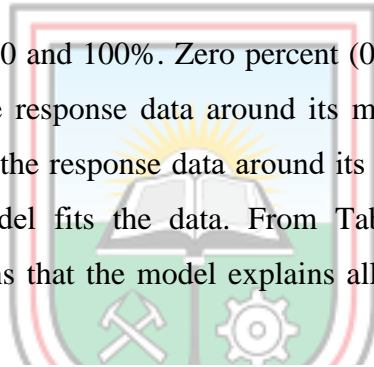 0 and 100%. Zero percent (0
response data around its m
the response data around its
del fits the data. From Tab
s that the model explains all